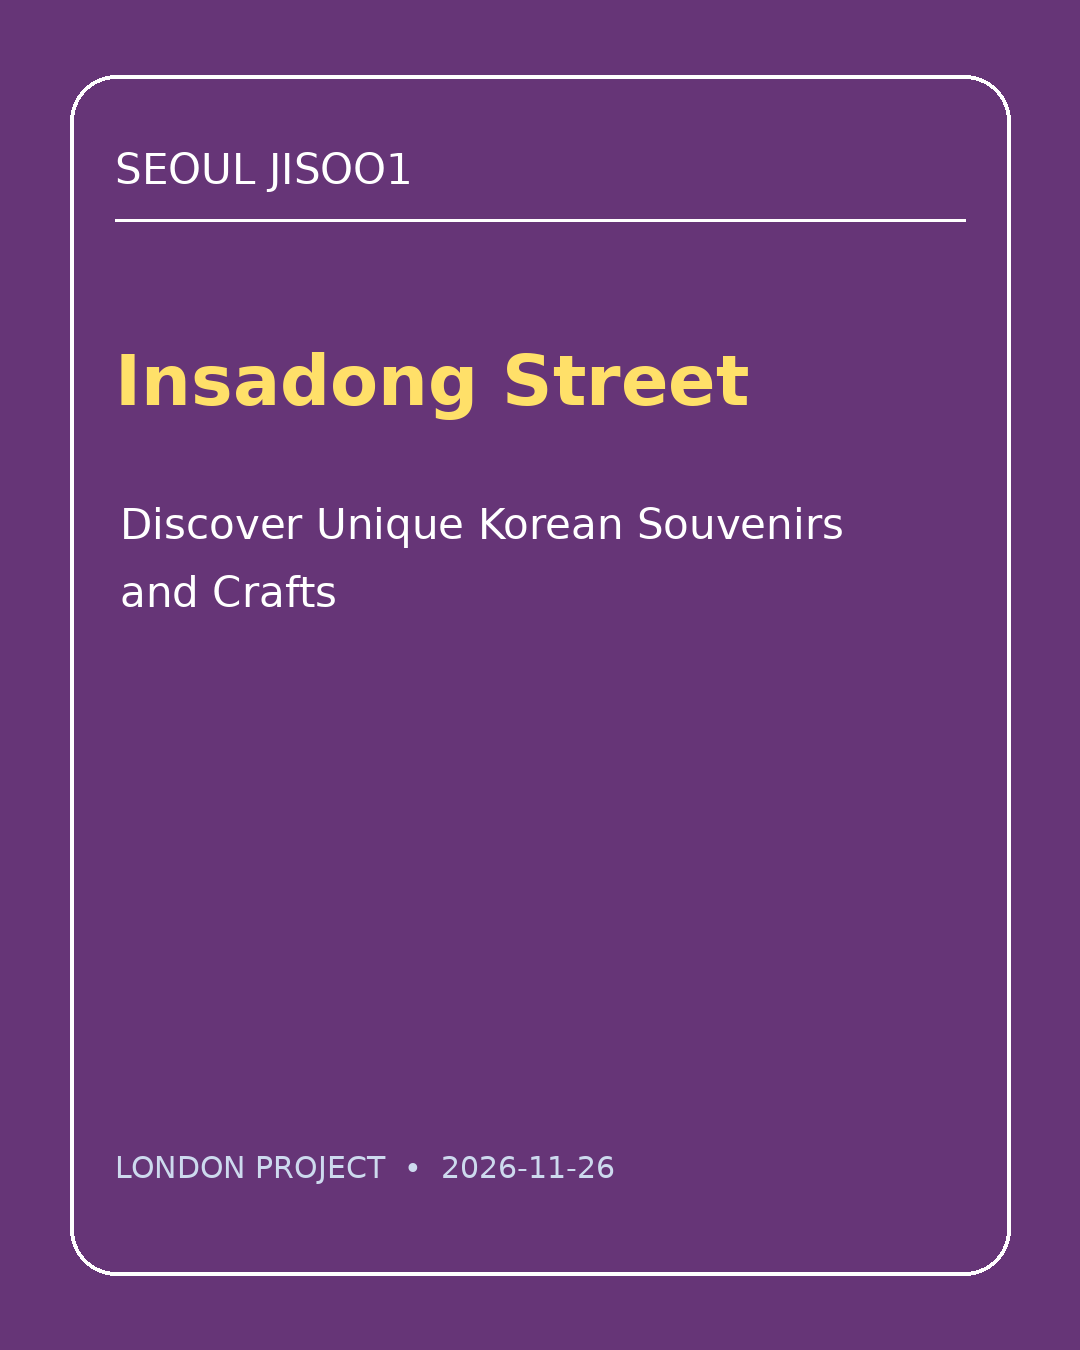 SEOUL JISOO1
Insadong Street
Discover Unique Korean Souvenirs
and Crafts
LONDON PROJECT • 2026-11-26